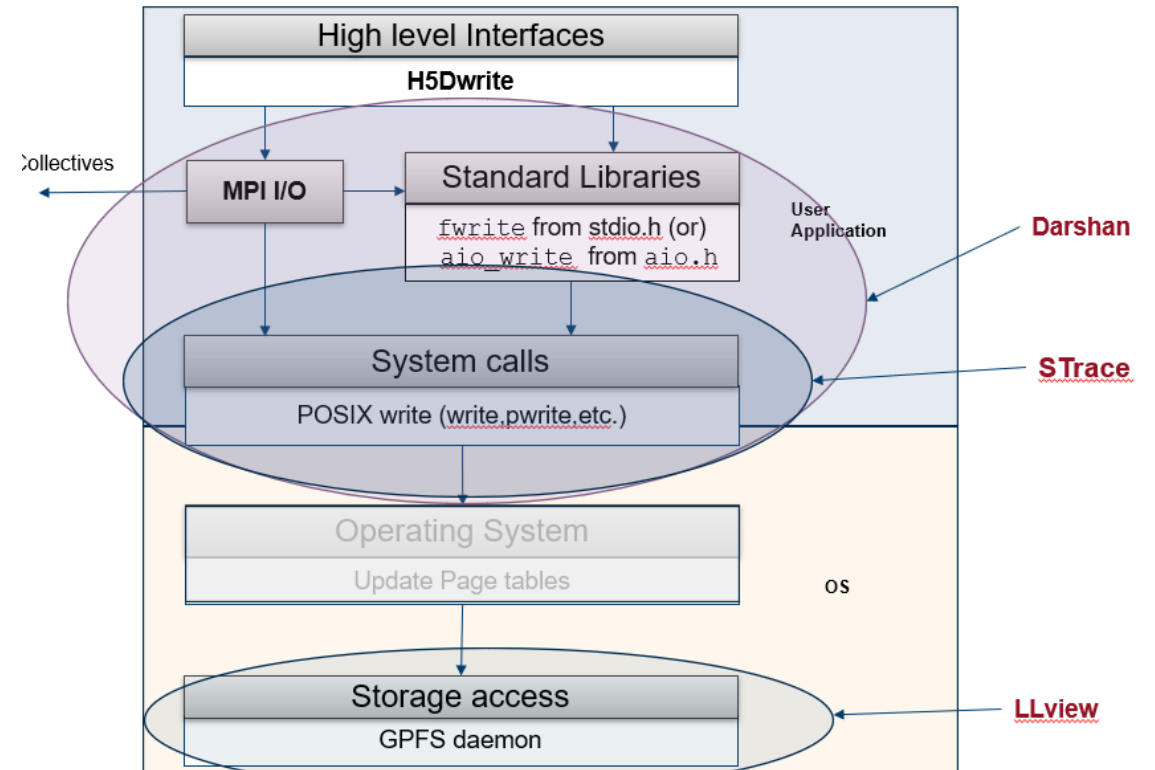 High level Interfaces
H5Dwrite
Collectives
MPI I/O
Standard Libraries
fwrite from stdio.h (or)
aio_write from aio.h
User
Application
Darshan
System calls
STrace
POSIX write (write,pwrite,etc.)
Operating System
Update Page tables
OS
Storage access
LLview
GPFS daemon